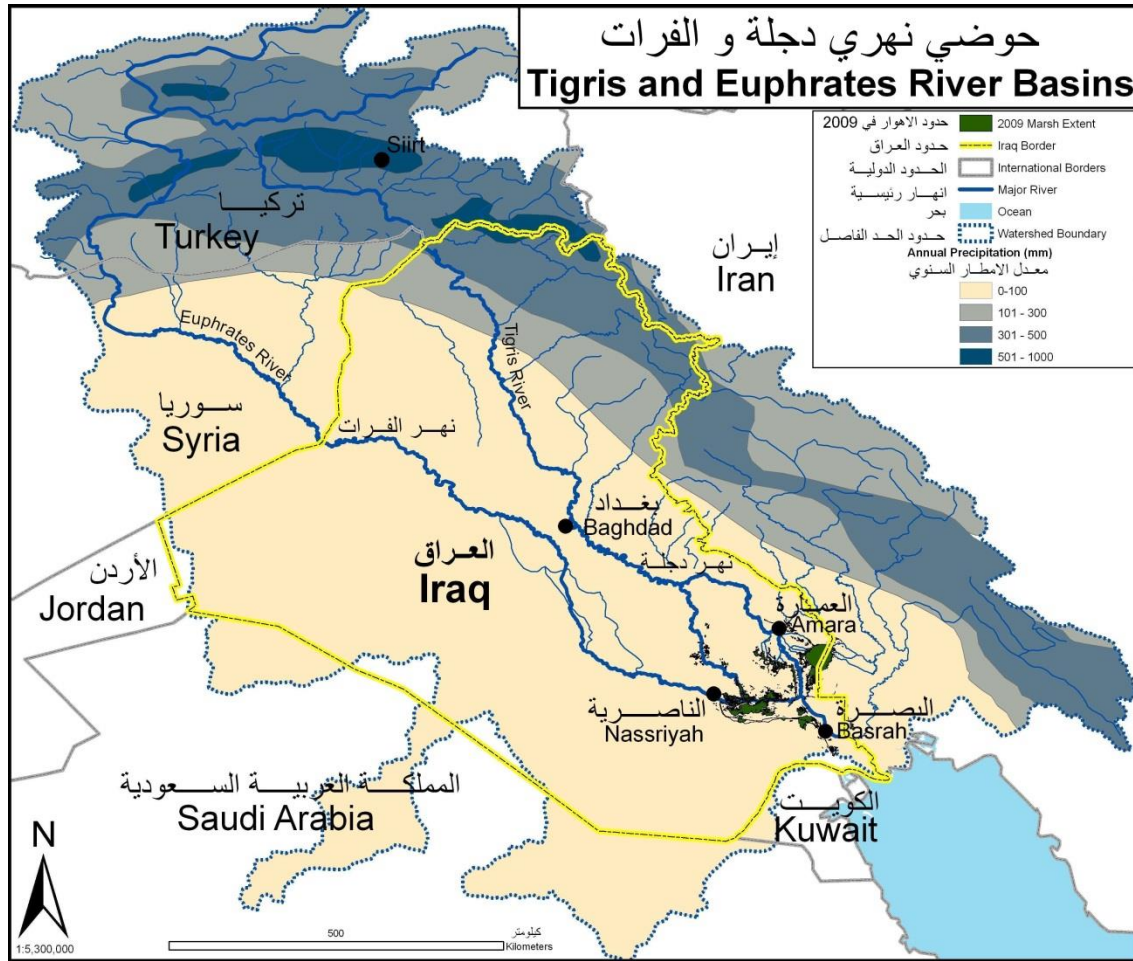 حوضي نهري دجلة و الفرات
Tigris and Euphrates River Basins
حدود الاهوار في 2009
2009 Marsh Extent
حدود العراق
Iraq Border
الحدود الدولية
International Borders
انهار رئيسية
Major River
بحر
Ocean
حدود الحد الفاصل
Watershed Boundary
Annual Precipitation (mm)
معدل الامطار السنوي
0-100
101 - 300
301 - 500
501 - 1000
Siirt
تركيا
Turkey
إيران
Iran
Euphrates River
Tigris River
سوريا
Syria
نهر الفرات
بغداد
Baghdad
نهر دجلة
العراق
Iraq
الأردن
Jordan
العمارة
Amara
الناصرية
Nassriyah
البصرة
Basrah
المملكة العربية السعودية
Saudi Arabia
الكويت
Kuwait
N
1:5,300,000
500
كيلومتر
Kilometers